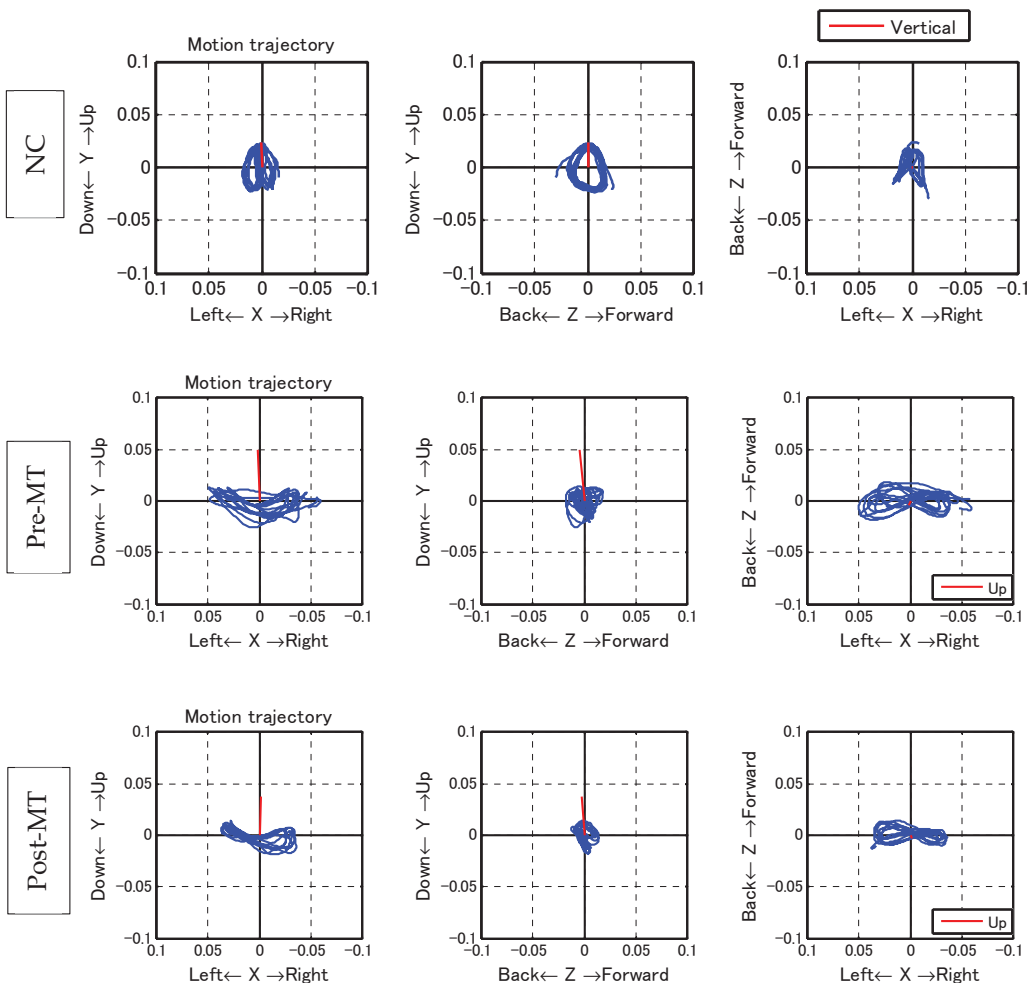 Vertical
NC
Motion trajectory
Down← Y →Up
0.1
0.05
0
−0.05
−0.1
0.1 0.05 0 −0.05 −0.1
Left← X →Right
Down← Y →Up
0.1
0.05
0
−0.05
−0.1
−0.1 −0.05 0 0.05 0.1
Back← Z →Forward
Back← Z →Forward
0.1
0.05
0
−0.05
−0.1
0.1 0.05 0 −0.05 −0.1
Left← X →Right
Pre-MT
Motion trajectory
Down← Y →Up
0.1
0.05
0
−0.05
−0.1
0.1 0.05 0 −0.05 −0.1
Left← X →Right
Down← Y →Up
0.1
0.05
0
−0.05
−0.1
−0.1 −0.05 0 0.05 0.1
Back← Z →Forward
Back← Z →Forward
0.1
0.05
0
−0.05
−0.1
Up
0.1 0.05 0 −0.05 −0.1
Left← X →Right
Post-MT
Motion trajectory
Down← Y →Up
0.1
0.05
0
−0.05
−0.1
0.1 0.05 0 −0.05 −0.1
Left← X →Right
Down← Y →Up
0.1
0.05
0
−0.05
−0.1
−0.1 −0.05 0 0.05 0.1
Back← Z →Forward
Back← Z →Forward
0.1
0.05
0
−0.05
−0.1
Up
0.1 0.05 0 −0.05 −0.1
Left← X →Right